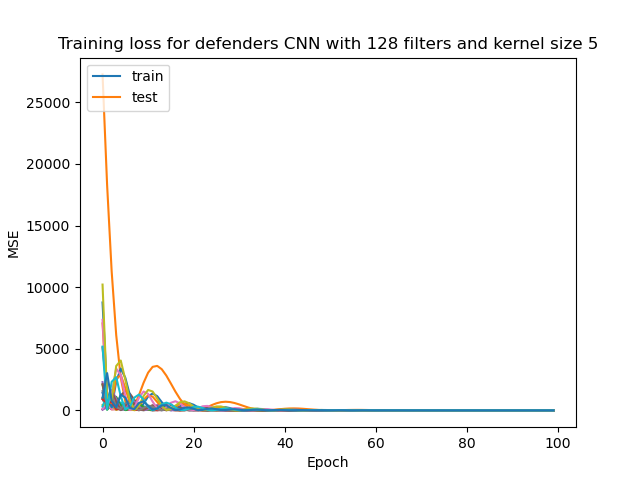 Training loss for defenders CNN with 128 filters and kernel size 5
train
test
25000
20000
15000
10000
5000
0
MSE
0 20 40 60 80 100
Epoch